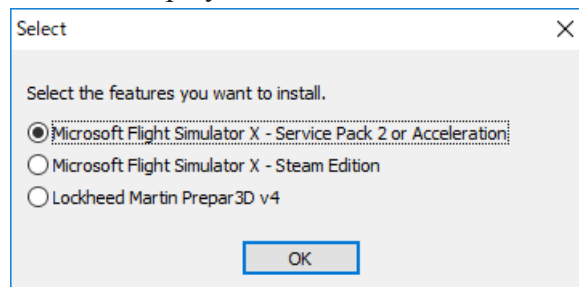 Select
Select the features you want to install.
Microsoft Flight Simulator X - Service Pack 2 or Acceleration
Microsoft Flight Simulator X - Steam Edition
Lockheed Martin Prepar3D v4
OK